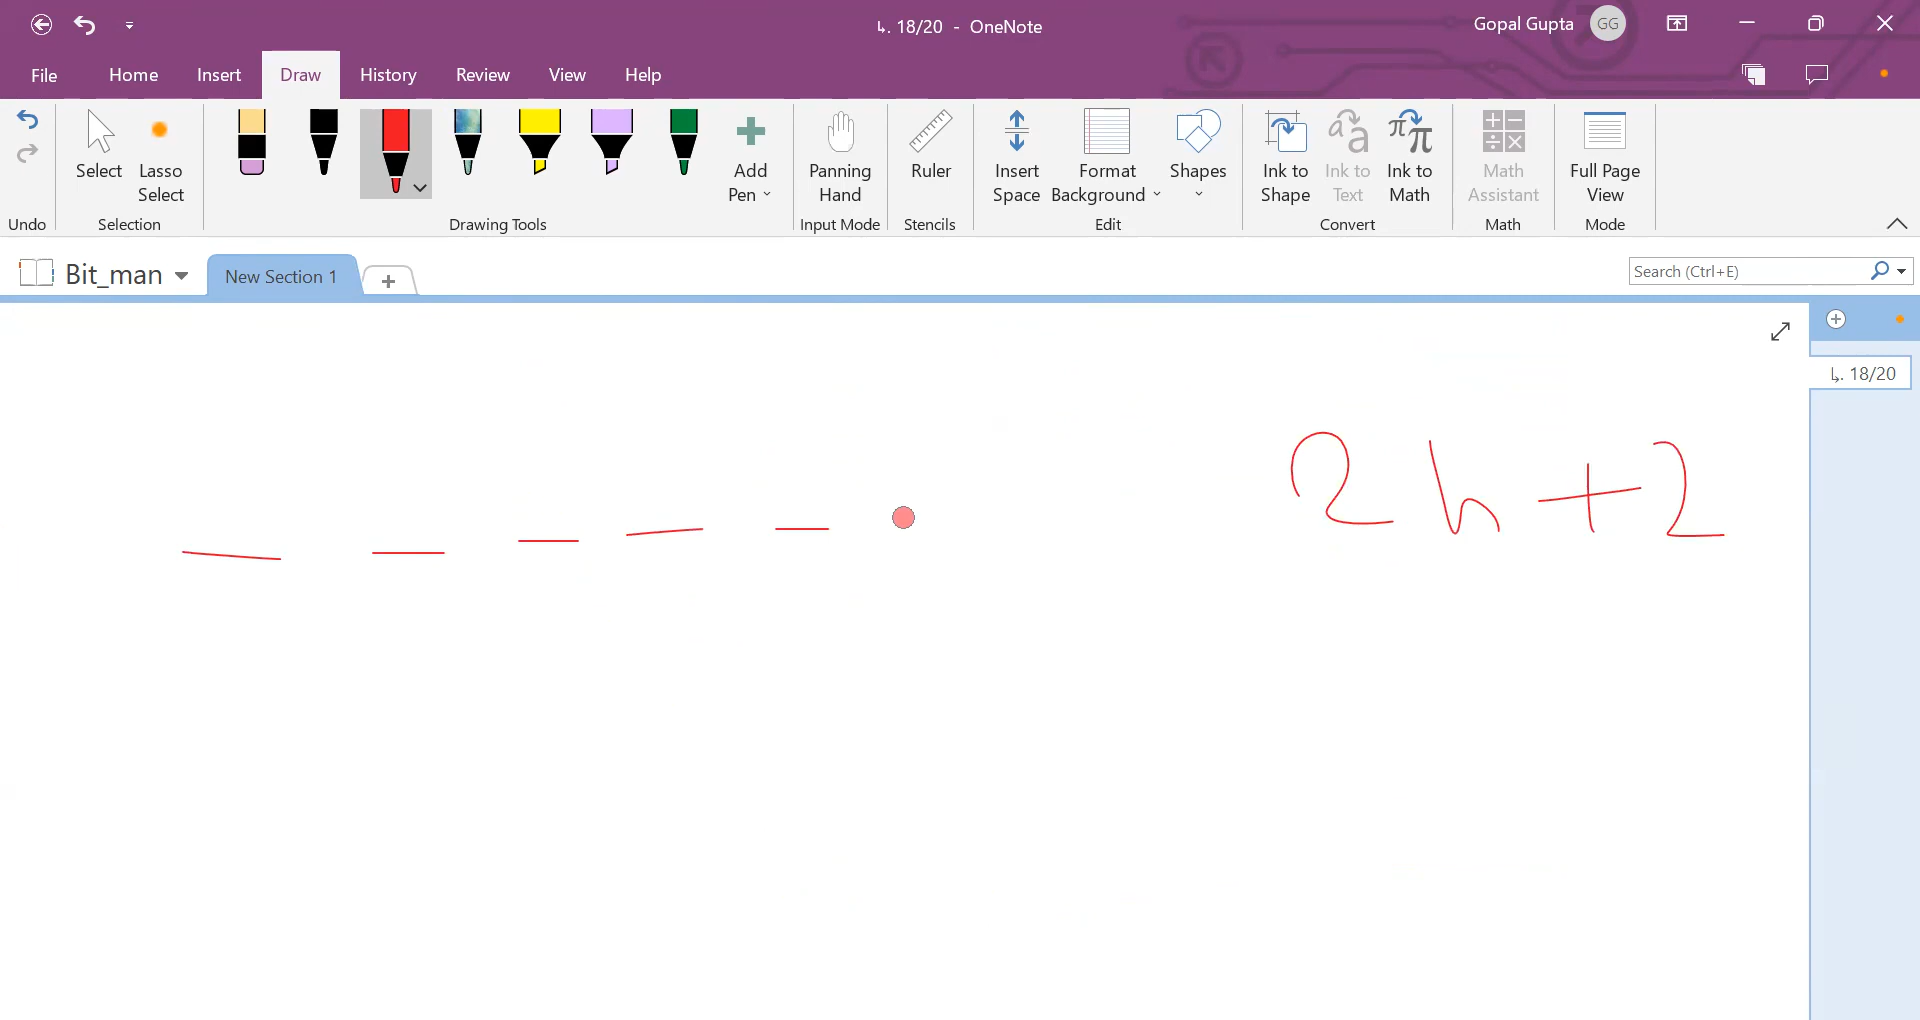 ч. 18/20 - OneNote
Gopal Gupta GG
File Home Insert Draw History Review View Help
Select
Lasso Select
Add Pen
Panning Hand
Ruler
Insert Space
Format Background
Shapes
Ink to Shape
Ink to Text
Ink to Math
Math Assistant
Full Page View
Undo Selection Drawing Tools Input Mode Stencils Edit Convert Math Mode
Bit_man New Section 1 Search (Ctrl+E)
ч. 18/20
2 h + 2